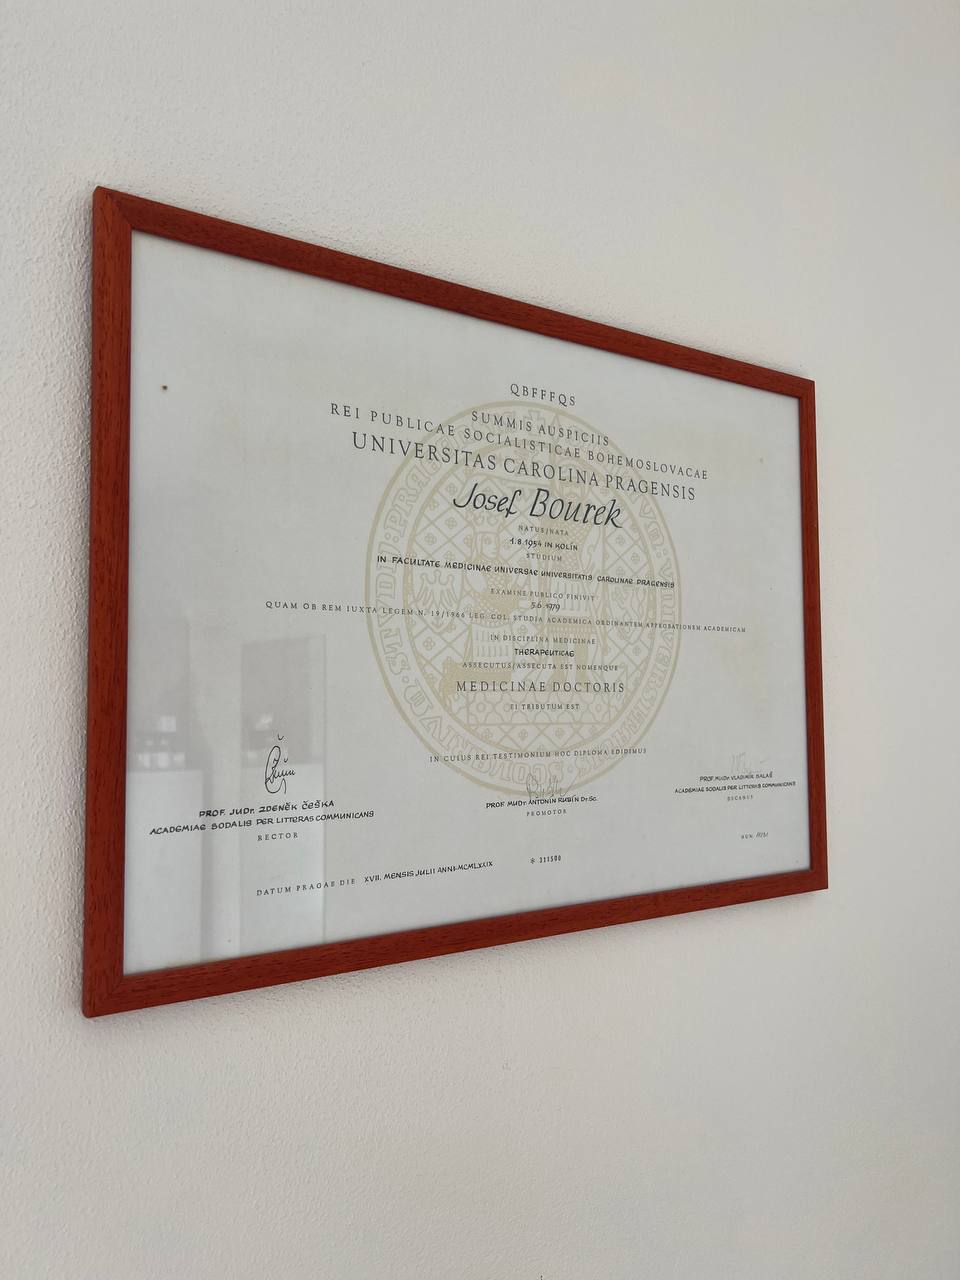 QBFFFQS
SUMMIS AUSPICIIS
REI PUBLICAE SOCIALISTICAE BOHEMOSLOVACAE
UNIVERSITAS CAROLINA PRAGENSIS
Josef Bourek
NATUS/NATA
1.8.1954 IN KOLÍN
STUDIUM
IN FACULTATE MEDICINAE UNIVERSAE UNIVERSITATIS CAROLINAE PRAGENSIS
EXAMINE PUBLICO FINIVIT
5.6.1979
QUAM OB REM IUXTA LEGEM N. 19/1966 LEG. COL. STUDIA ACADEMICA ORDINANTEM APPROBATIONEM ACADEMICAM
IN DISCIPLINA MEDICINAE
THERAPEUTICAE
ASSECUTUS/ASSECUTA EST NOMENQUE
MEDICINAE DOCTORIS
EI TRIBUTUM EST
IN CUIUS REI TESTIMONIUM HOC DIPLOMA EDIDIMUS
PROF. JUDr. ZDENĚK ČEŠKA
ACADEMIAE SODALIS PER LITTERAS COMMUNICANS
RECTOR
PROF. MUDr. ANTONÍN RUBÍN Dr.Sc.
PROMOTOR
PROF. MUDr. VLADIMÍR BALAŠ
ACADEMIAE SODALIS PER LITTERAS COMMUNICANS
DECANUS
DATUM PRAGAE DIE XVII. MENSIS JULII ANNI MCMLXXIX
* 311500
NUM.